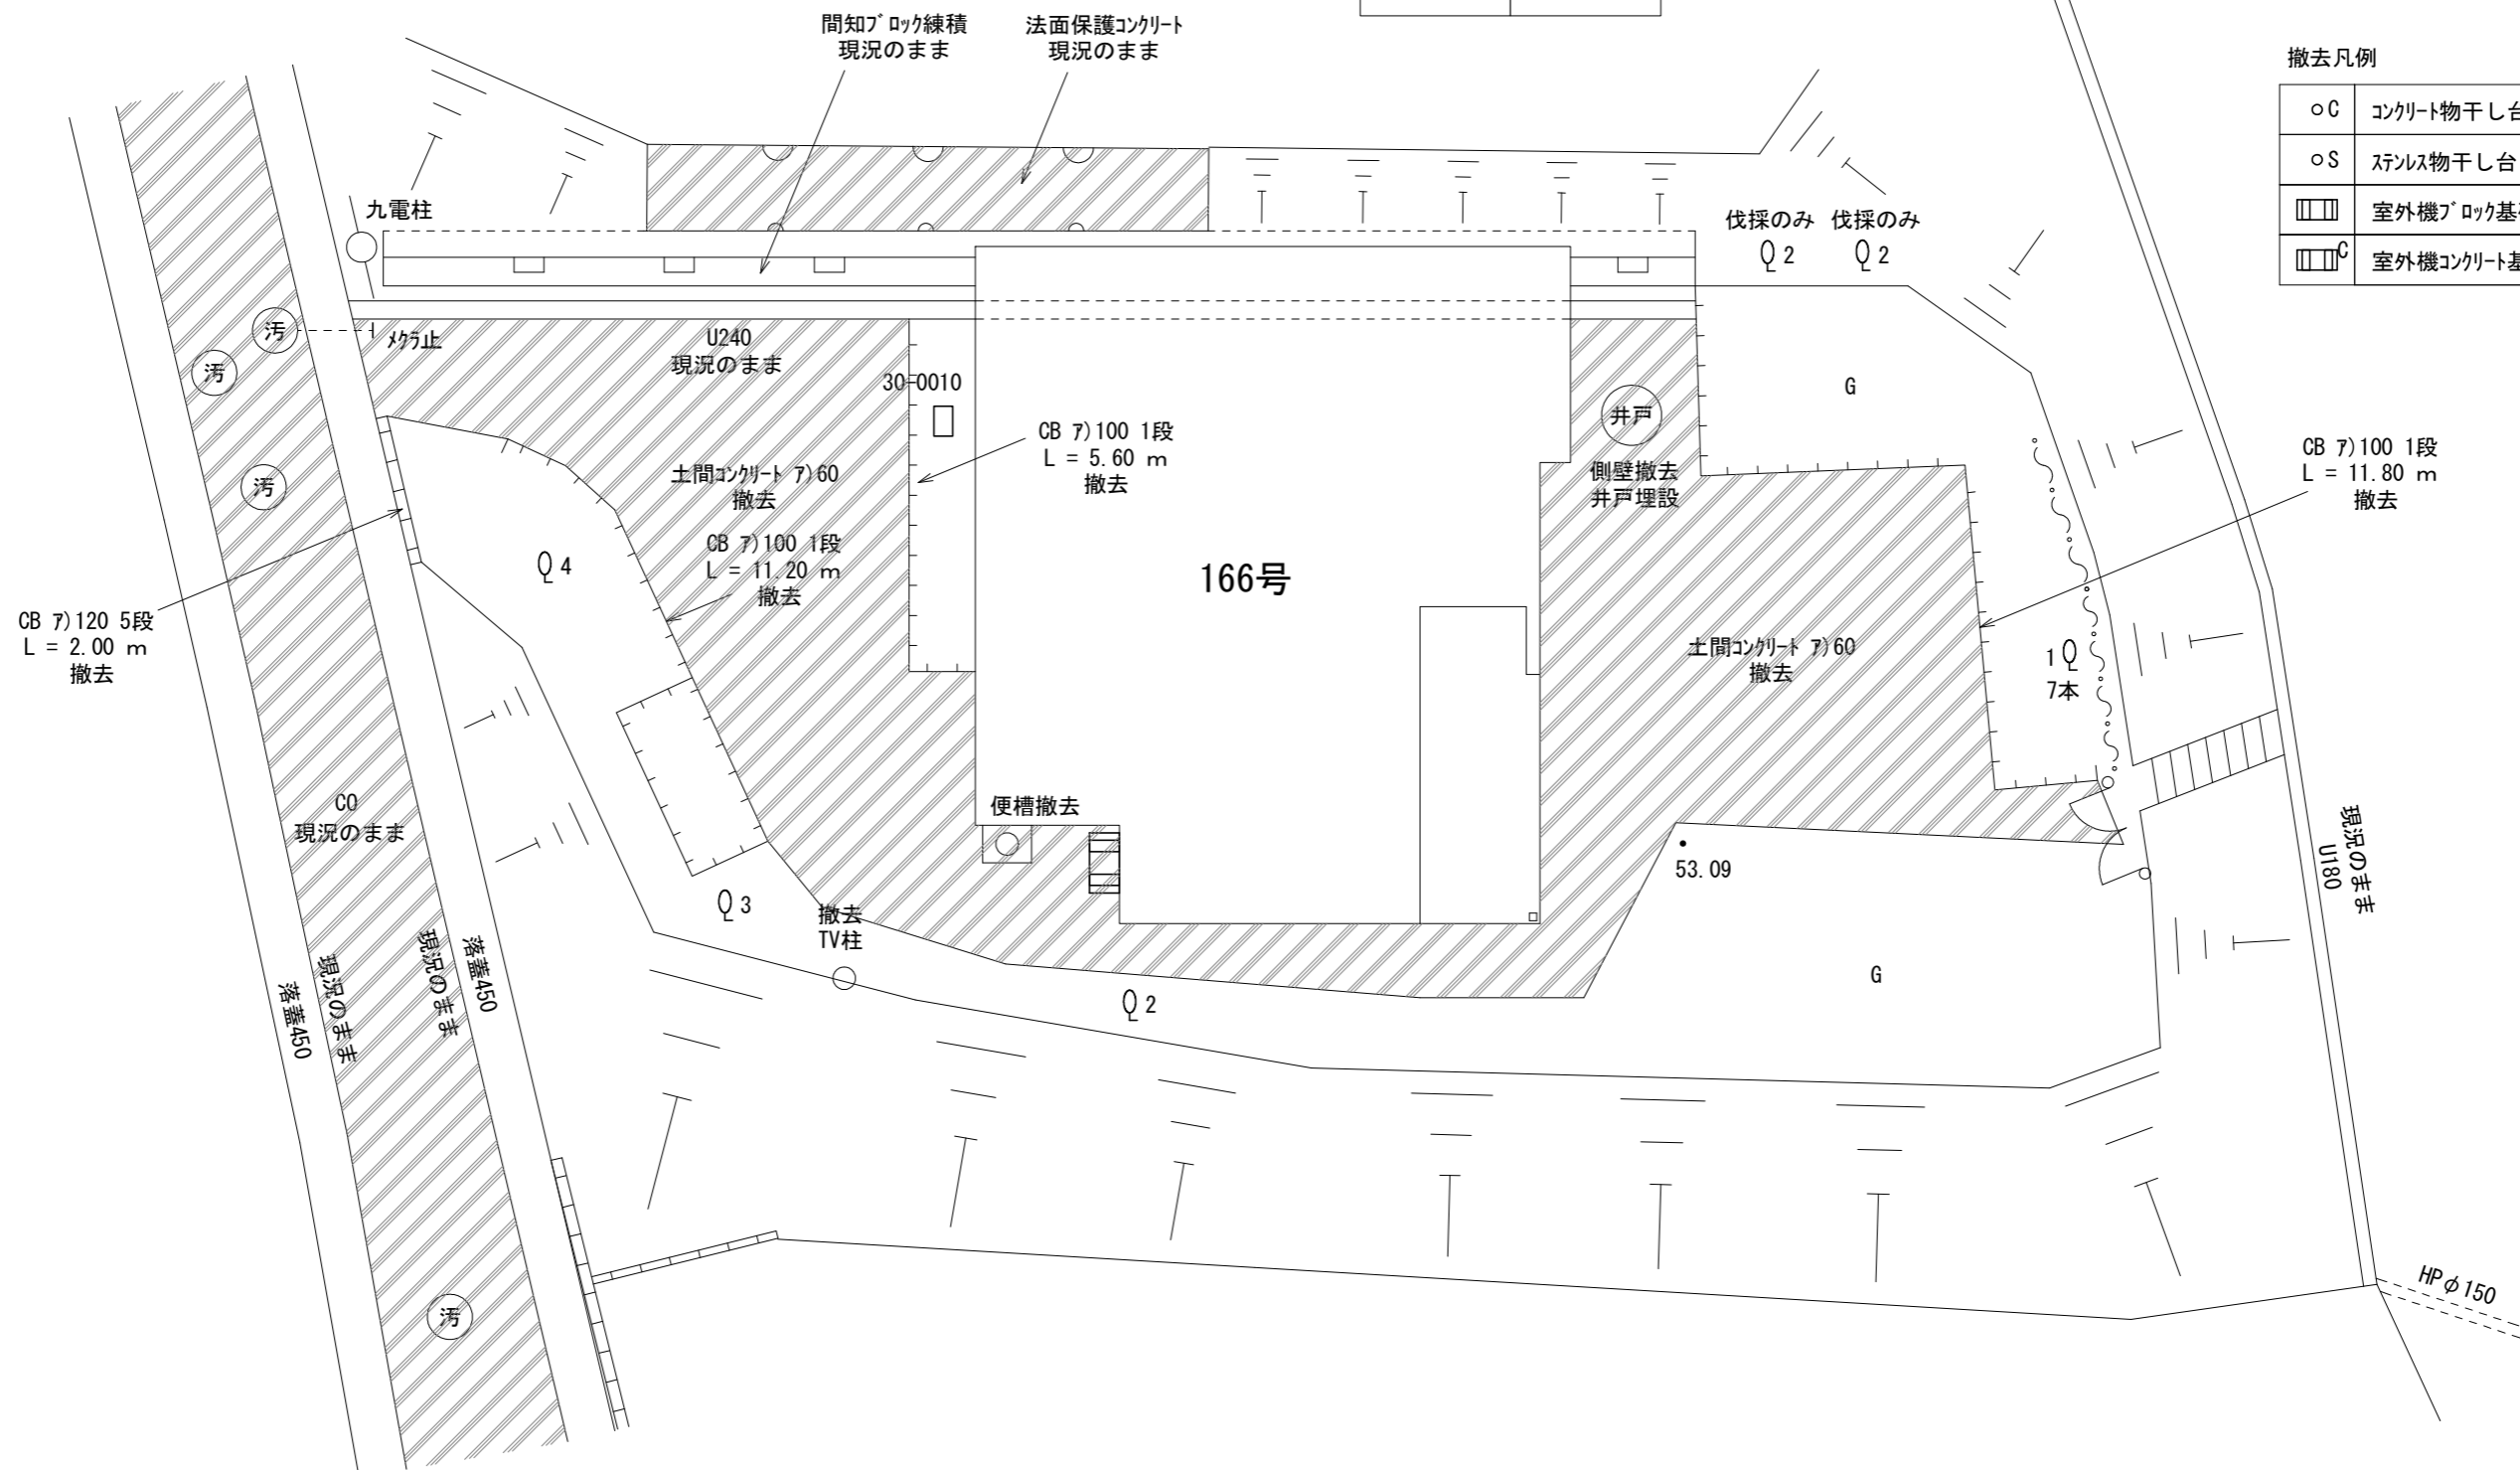 間知ﾌﾞﾛｯｸ練積
現況のまま
法面保護ｺﾝｸﾘｰﾄ
現況のまま
撤去凡例
C
ｺﾝｸﾘｰﾄ物干し台
S
ｽﾃﾝﾚｽ物干し台
室外機ﾌﾞﾛｯｸ基
C
室外機ｺﾝｸﾘｰﾄ基
九電柱
伐採のみ
2
伐採のみ
2
汚
ﾒｸﾗ止
汚
汚
U240
現況のまま
30-0010
CB ｱ)100 1段
L = 5.60 m
撤去
土間ｺﾝｸﾘｰﾄ ｱ)60
撤去
CB ｱ)100 1段
L = 11.20 m
撤去
4
166号
井戸
側壁撤去
井戸埋設
G
CB ｱ)100 1段
L = 11.80 m
撤去
CB ｱ)120 5段
L = 2.00 m
撤去
土間ｺﾝｸﾘｰﾄ ｱ)60
撤去
1
7本
CO
現況のまま
便槽撤去
53.09
現況のまま
U180
3
撤去
TV柱
2
G
落蓋450
現況のまま
現況のまま
落蓋450
汚
HPφ150